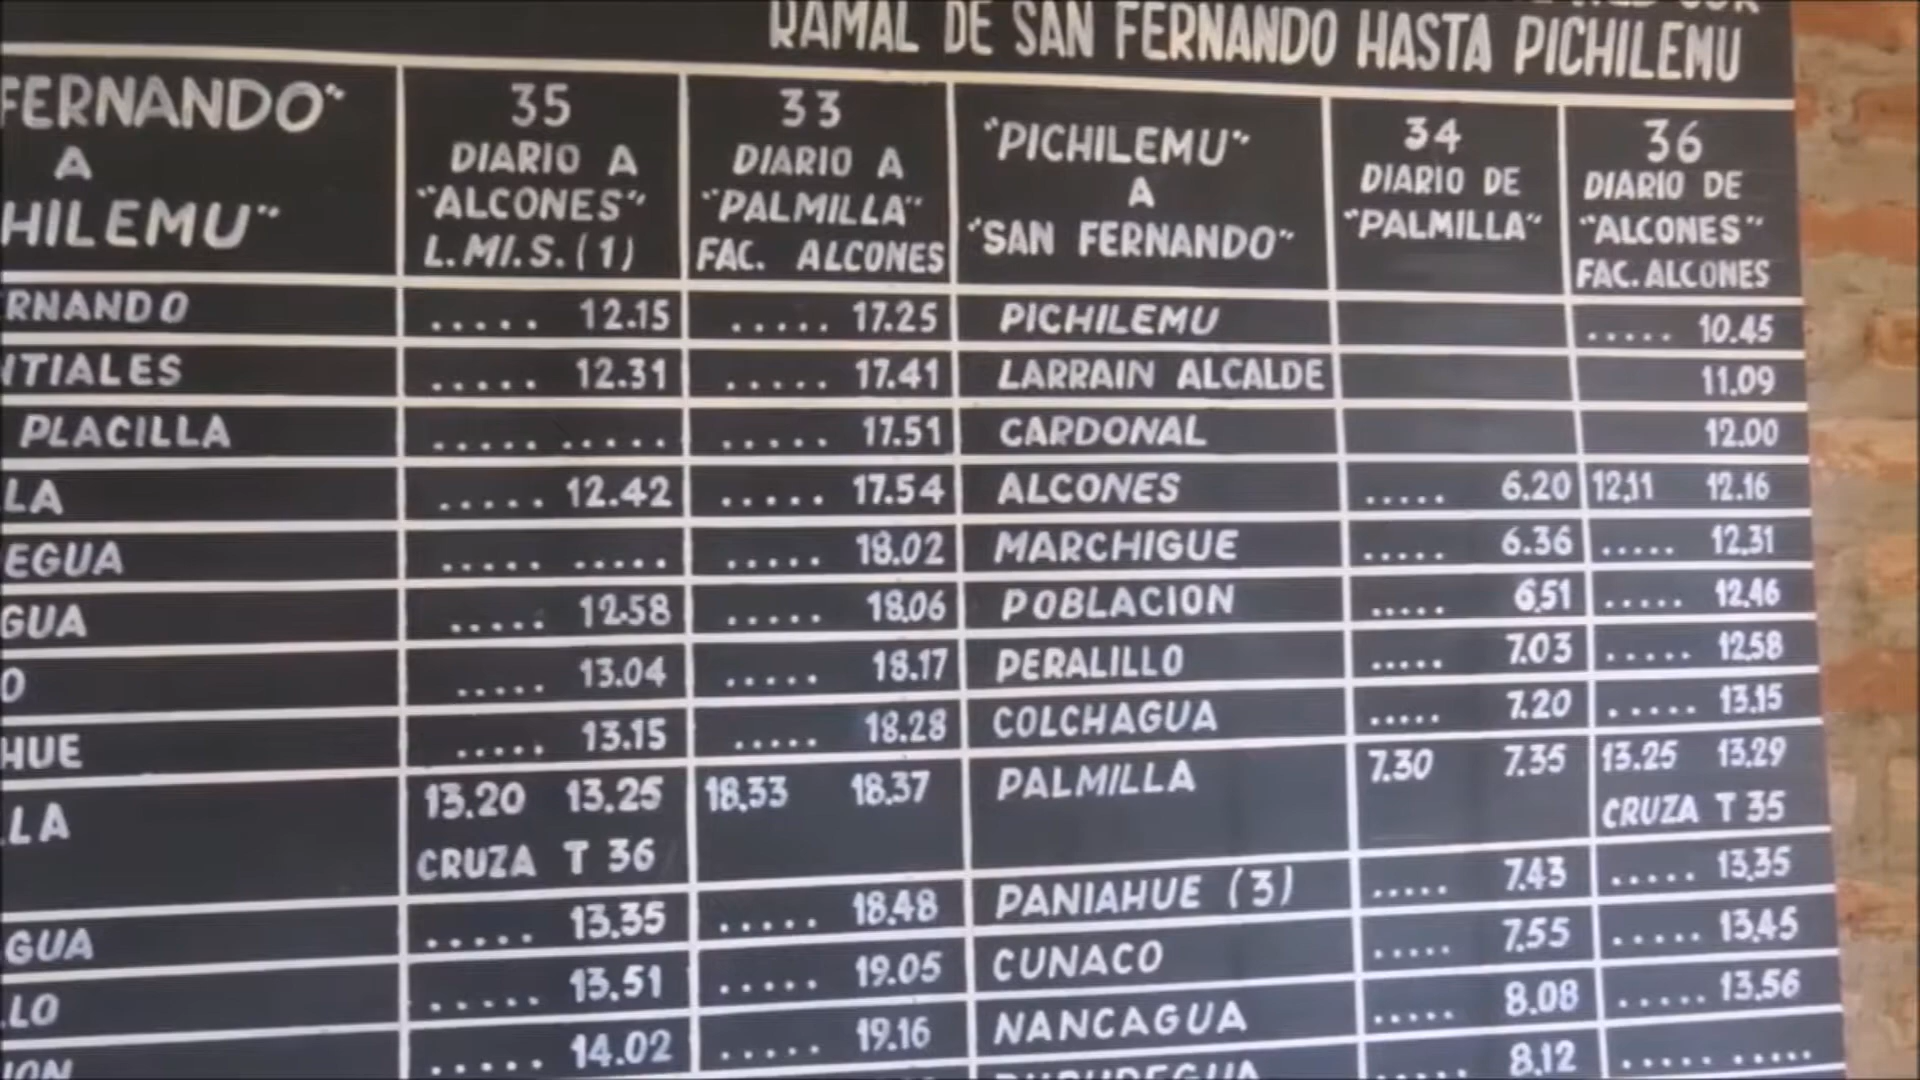 RAMAL DE SAN FERNANDO HASTA PICHILEMU
FERNANDO"
A
HILEMU"
35
DIARIO A
"ALCONES"
L.MI.S.(1)
33
DIARIO A
"PALMILLA"
FAC. ALCONES
"PICHILEMU"
A
"SAN FERNANDO"
34
DIARIO DE
"PALMILLA"
36
DIARIO DE
"ALCONES"
FAC. ALCONES
RNANDO ..... 12.15 ..... 17.25 PICHILEMU ..... 10.45
TIALES ..... 12.31 ..... 17.41 LARRAIN ALCALDE 11.09
PLACILLA ..... ..... ..... 17.51 CARDONAL 12.00
LA ..... 12.42 ..... 17.54 ALCONES ..... 6.20 12.11 12.16
EGUA ..... ..... ..... 18.02 MARCHIGUE ..... 6.36 ..... 12.31
GUA ..... 12.58 ..... 18.06 POBLACION ..... 6.51 ..... 12.46
O ..... 13.04 ..... 18.17 PERALILLO ..... 7.03 ..... 12.58
HUE ..... 13.15 ..... 18.28 COLCHAGUA ..... 7.20 ..... 13.15
LA 13.20 13.25 18.33 18.37 PALMILLA 7.30 7.35 13.25 13.29
CRUZA T 36 CRUZA T 35
PANIAHUE (3) ..... 7.43 ..... 13.35
GUA ..... 13.35 ..... 18.48 CUNACO ..... 7.55 ..... 13.45
LLO ..... 13.51 ..... 19.05 NANCAGUA ..... 8.08 ..... 13.56
ION ..... 14.02 ..... 19.16 ..... 8.12 ..... .....